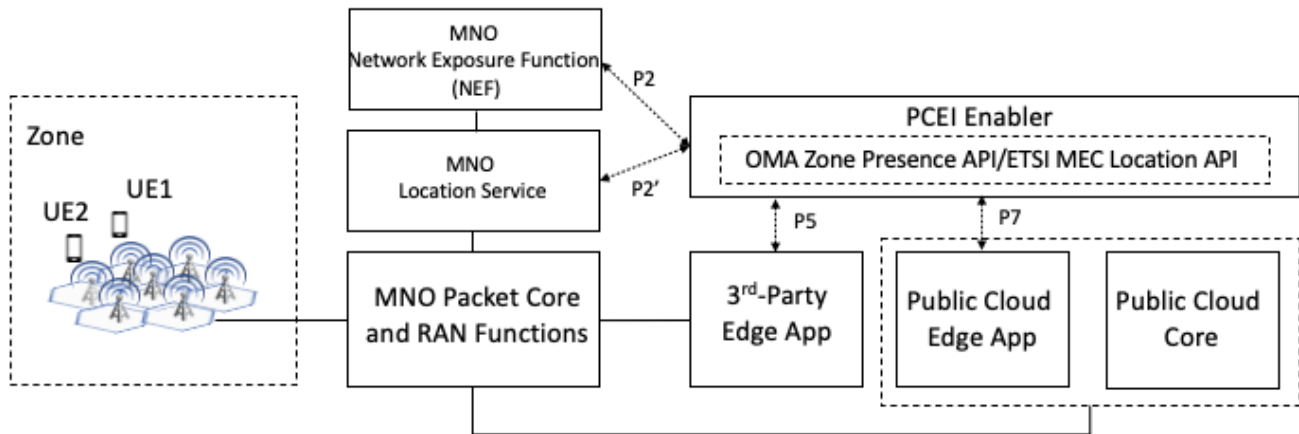 MNO
Network Exposure Function
(NEF)
P2
PCEI Enabler
OMA Zone Presence API/ETSI MEC Location API
Zone
UE1
UE2
MNO
Location Service
P2’
P5
P7
MNO Packet Core
and RAN Functions
3rd-Party
Edge App
Public Cloud
Edge App
Public Cloud
Core